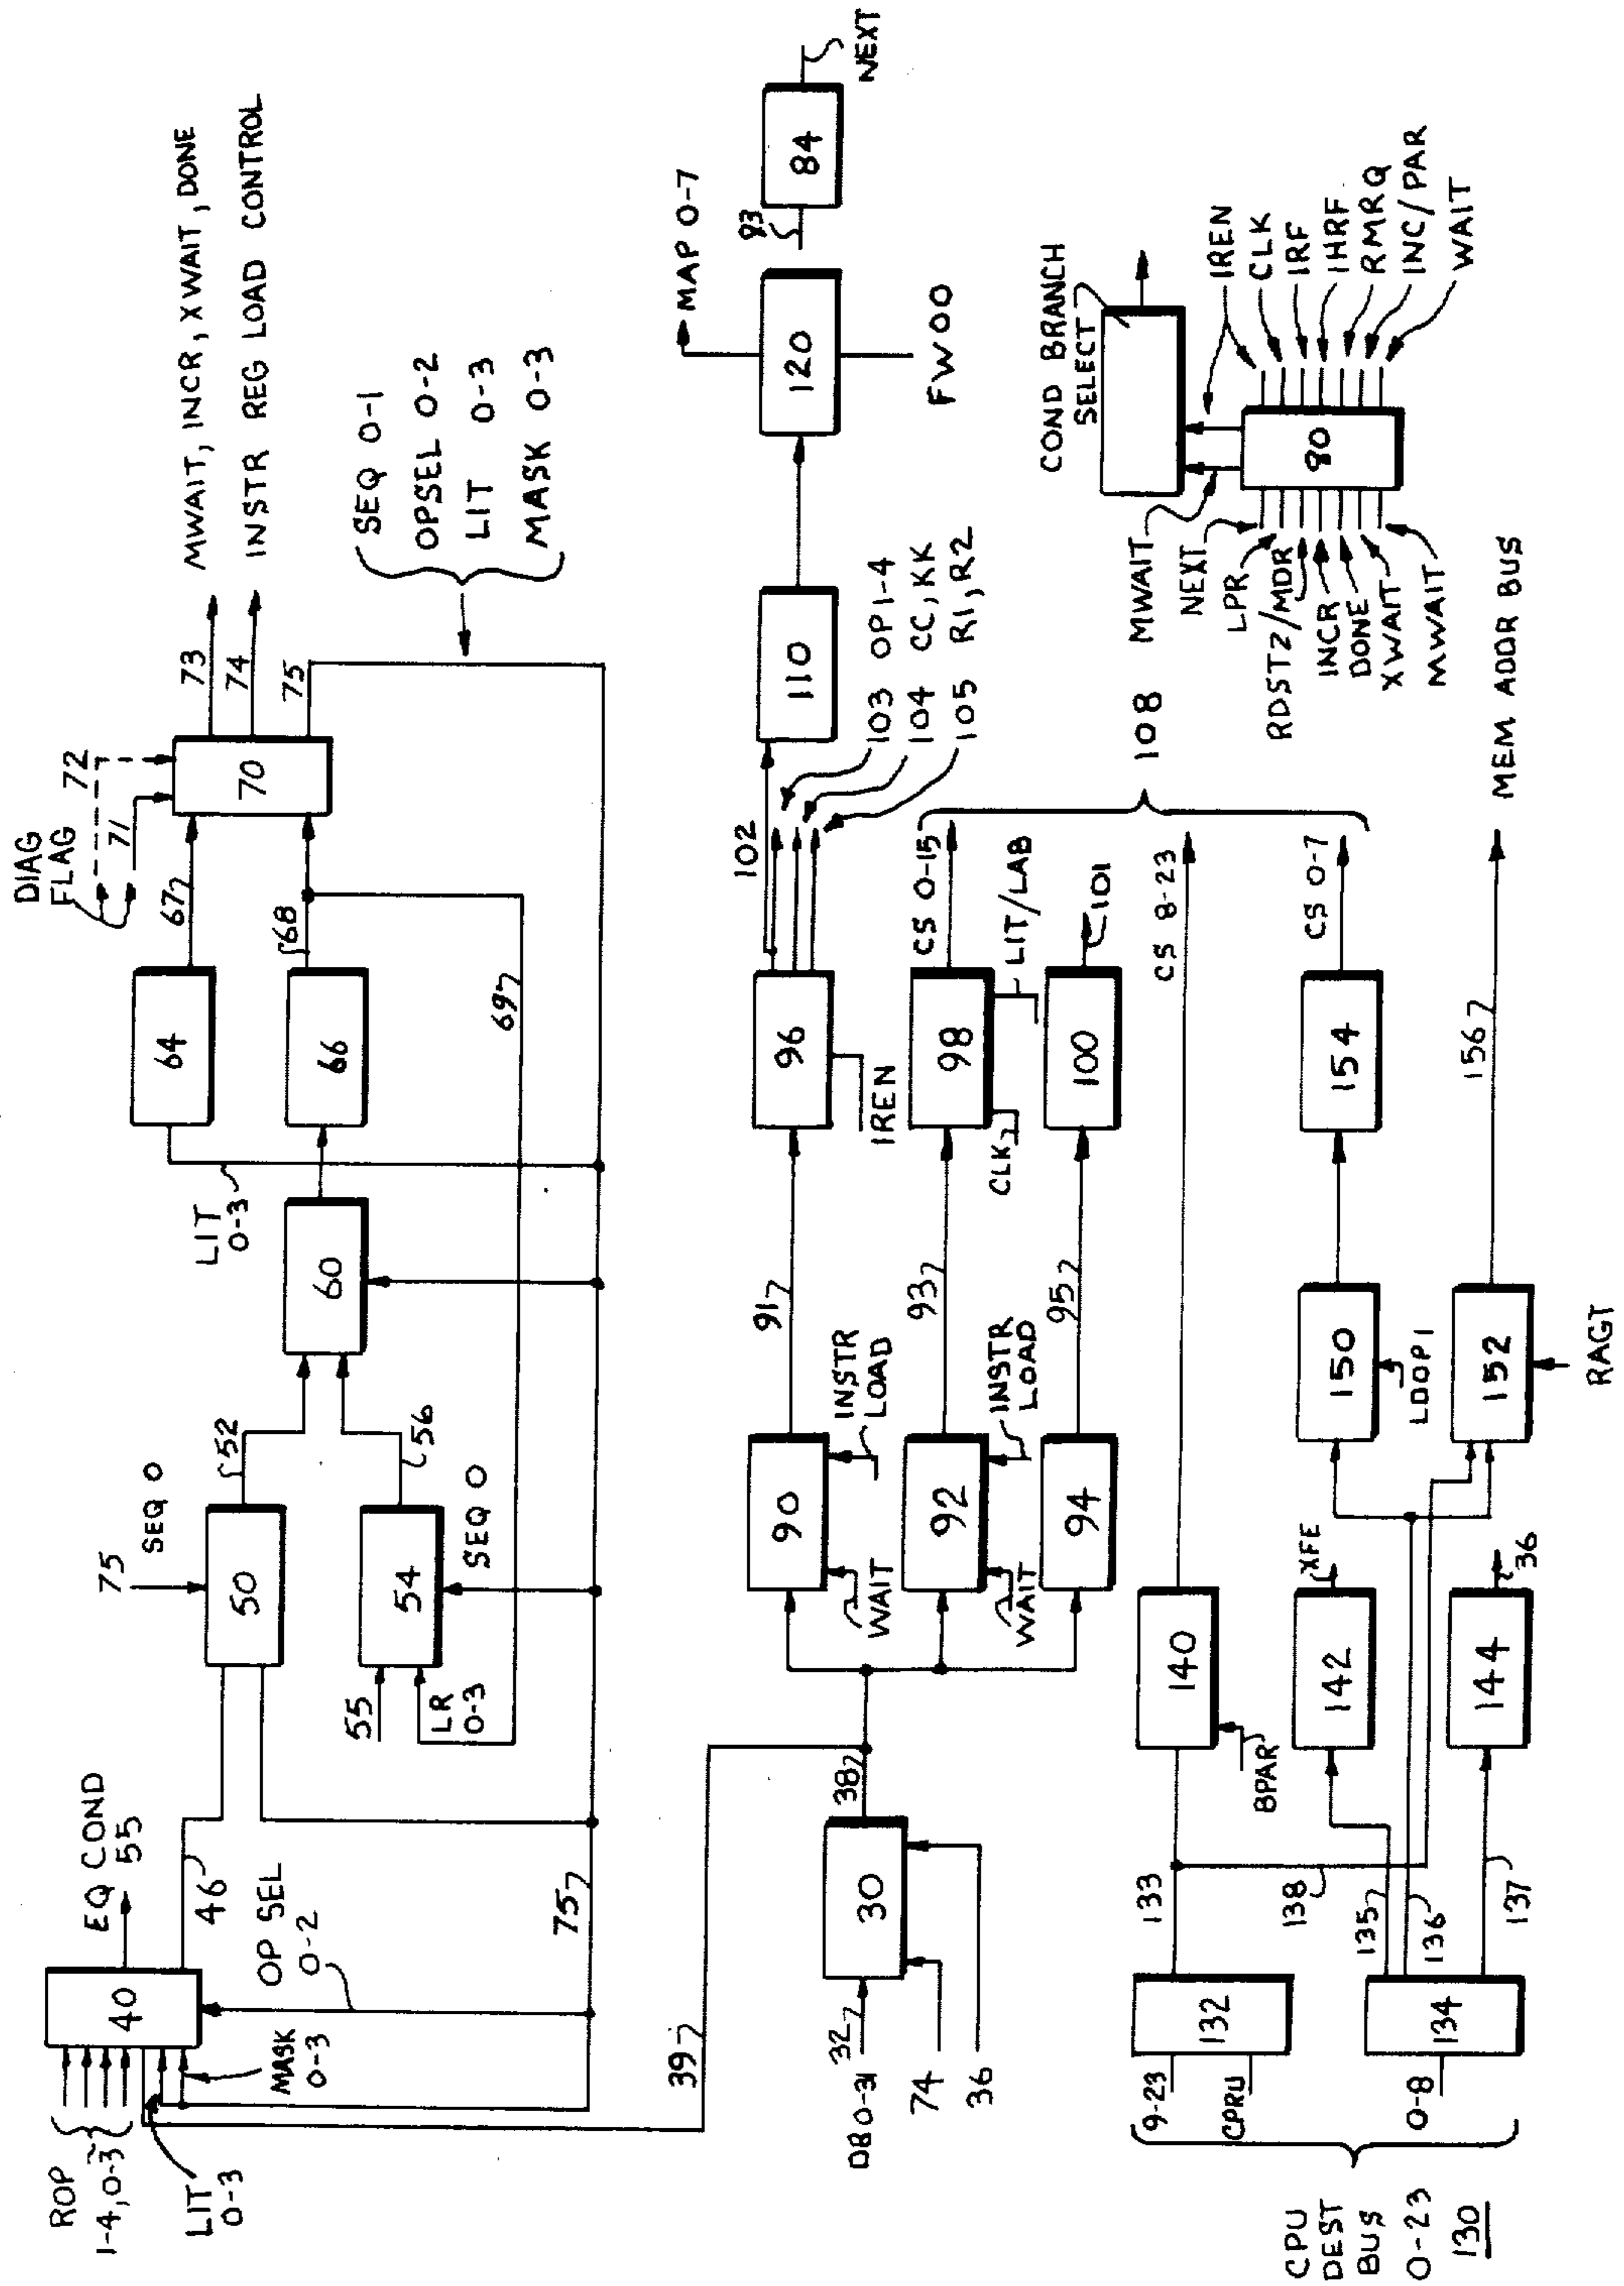 ROP
1-4, 0-3
LIT
0-3
MASK
0-3
40
EQ COND
55
46
OP SEL
0-2
75
75
SEQ 0
50
52
54
55
LR
0-3
SEQ 0
56
60
LIT
0-3
64
66
67
68
69
DIAG
FLAG
71
72
70
73
74
75
MWAIT, INCR, XWAIT, DONE
INSTR REG LOAD CONTROL
SEQ 0-1
OPSEL 0-2
LIT 0-3
MASK 0-3
39
DB 0-31
32
74
36
30
38
90
WAIT
INSTR
LOAD
91
92
WAIT
INSTR
LOAD
93
94
95
96
IREN
98
CLK
LIT/LAB
100
101
102
103 OP1-4
104 CC, KK
105 R1, R2
CS 0-15
110
120
MAP 0-7
FW00
83
84
NEXT
108
CS 8-23
CS 0-7
COND BRANCH
SELECT
MWAIT
IREN
80
NEXT
LPR
RDSTZ/MDR
INCR
DONE
XWAIT
MWAIT
IREN
CLK
IRF
IHRF
RMRQ
INC/PAR
WAIT
CPU
DEST
BUS
0-23
130
9-23
CPRU
0-8
132
134
133
138
135
136
137
140
BPAR
142
XFE
144
36
150
LDOP1
152
RAGT
154
156
MEM ADDR BUS